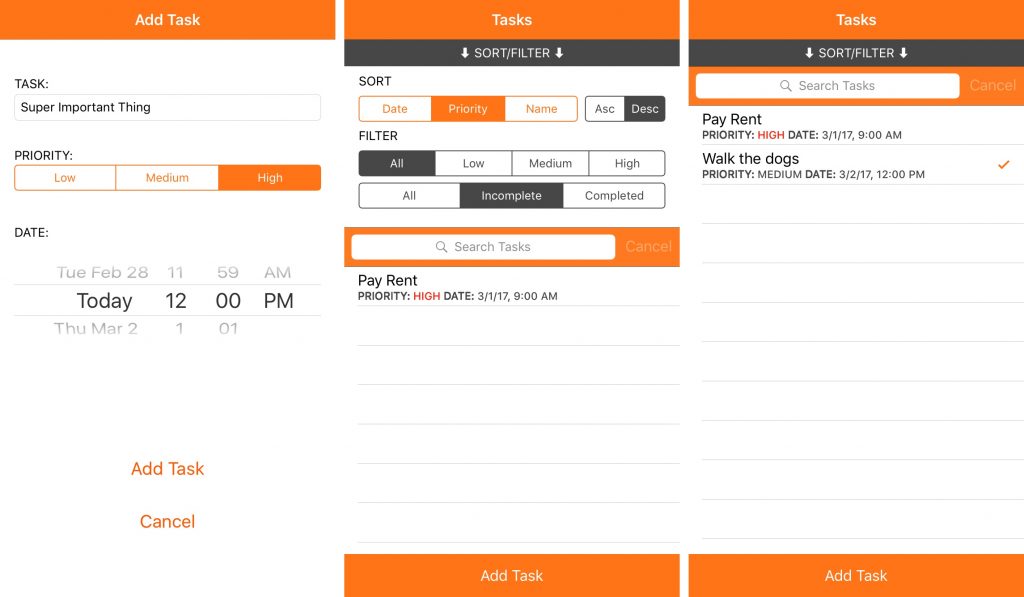 Add Task
TASK:
Super Important Thing
PRIORITY:
Low Medium High
DATE:
Tue Feb 28 11 59 AM
Today 12 00 PM
Thu Mar 2 1 01
Add Task
Cancel
Tasks
SORT/FILTER
SORT
Date Priority Name Asc Desc
FILTER
All Low Medium High
All Incomplete Completed
Search Tasks Cancel
Pay Rent
PRIORITY: HIGH DATE: 3/1/17, 9:00 AM
Add Task
Tasks
SORT/FILTER
Search Tasks Cancel
Pay Rent
PRIORITY: HIGH DATE: 3/1/17, 9:00 AM
Walk the dogs
PRIORITY: MEDIUM DATE: 3/2/17, 12:00 PM
Add Task